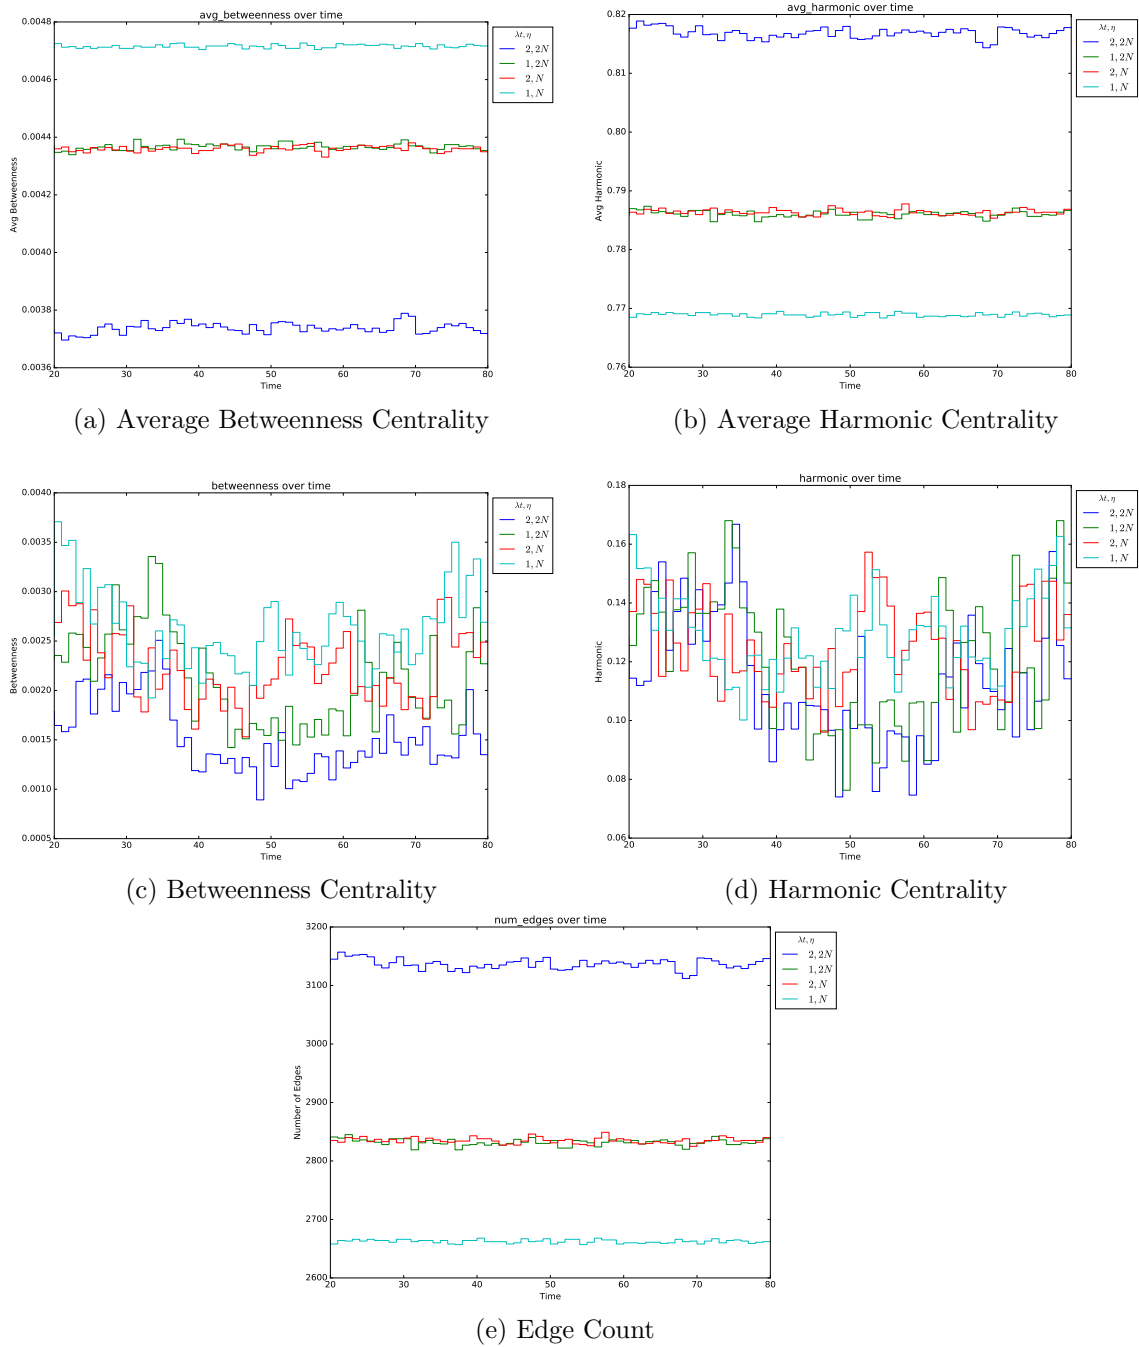 avg_betweenness over time
0.0048
0.0046
0.0044
0.0042
0.0040
0.0038
0.0036
Avg Betweenness
20 30 40 50 60 70 80
Time
λt, η
2, 2N
1, 2N
2, N
1, N
(a) Average Betweenness Centrality
avg_harmonic over time
0.82
0.81
0.80
0.79
0.78
0.77
0.76
Avg Harmonic
20 30 40 50 60 70 80
Time
λt, η
2, 2N
1, 2N
2, N
1, N
(b) Average Harmonic Centrality
betweenness over time
0.0040
0.0035
0.0030
0.0025
0.0020
0.0015
0.0010
0.0005
Betweenness
20 30 40 50 60 70 80
Time
λt, η
2, 2N
1, 2N
2, N
1, N
(c) Betweenness Centrality
harmonic over time
0.18
0.16
0.14
0.12
0.10
0.08
0.06
Harmonic
20 30 40 50 60 70 80
Time
λt, η
2, 2N
1, 2N
2, N
1, N
(d) Harmonic Centrality
num_edges over time
3200
3100
3000
2900
2800
2700
2600
Number of Edges
20 30 40 50 60 70 80
Time
λt, η
2, 2N
1, 2N
2, N
1, N
(e) Edge Count